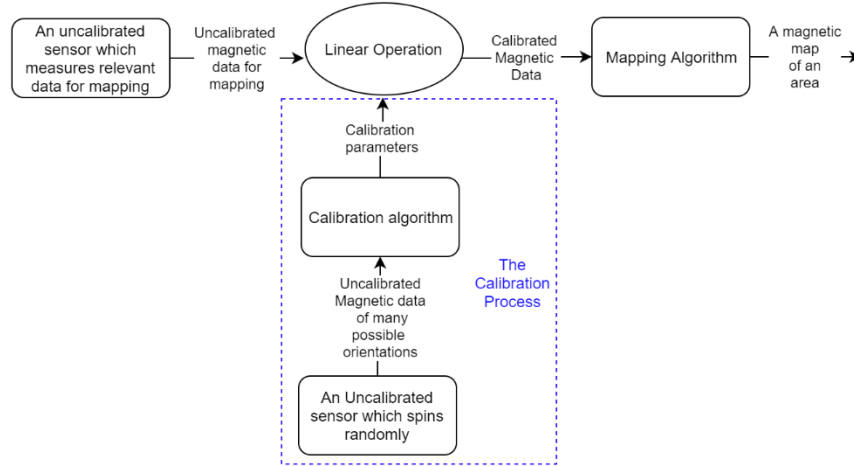 An uncalibrated
sensor which
measures relevant
data for mapping
Uncalibrated
magnetic
data for
mapping
Linear Operation
Calibrated
Magnetic
Data
Mapping Algorithm
A magnetic
map
of an
area
Calibration
parameters
Calibration algorithm
The
Calibration
Process
Uncalibrated
Magnetic data
of many
possible
orientations
An Uncalibrated
sensor which spins
randomly